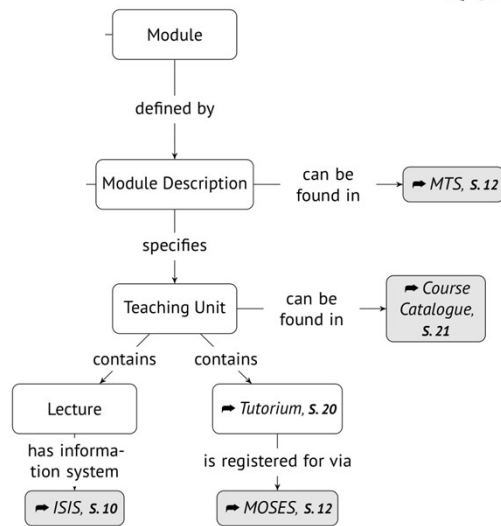 Module
defined by
Module Description
can be
found in
➦ MTS, S. 12
specifies
Teaching Unit
can be
found in
➦ Course
Catalogue,
S. 21
contains
contains
Lecture
➦ Tutorium, S. 20
has informa-
tion system
is registered for via
➦ ISIS, S. 10
➦ MOSES, S. 12